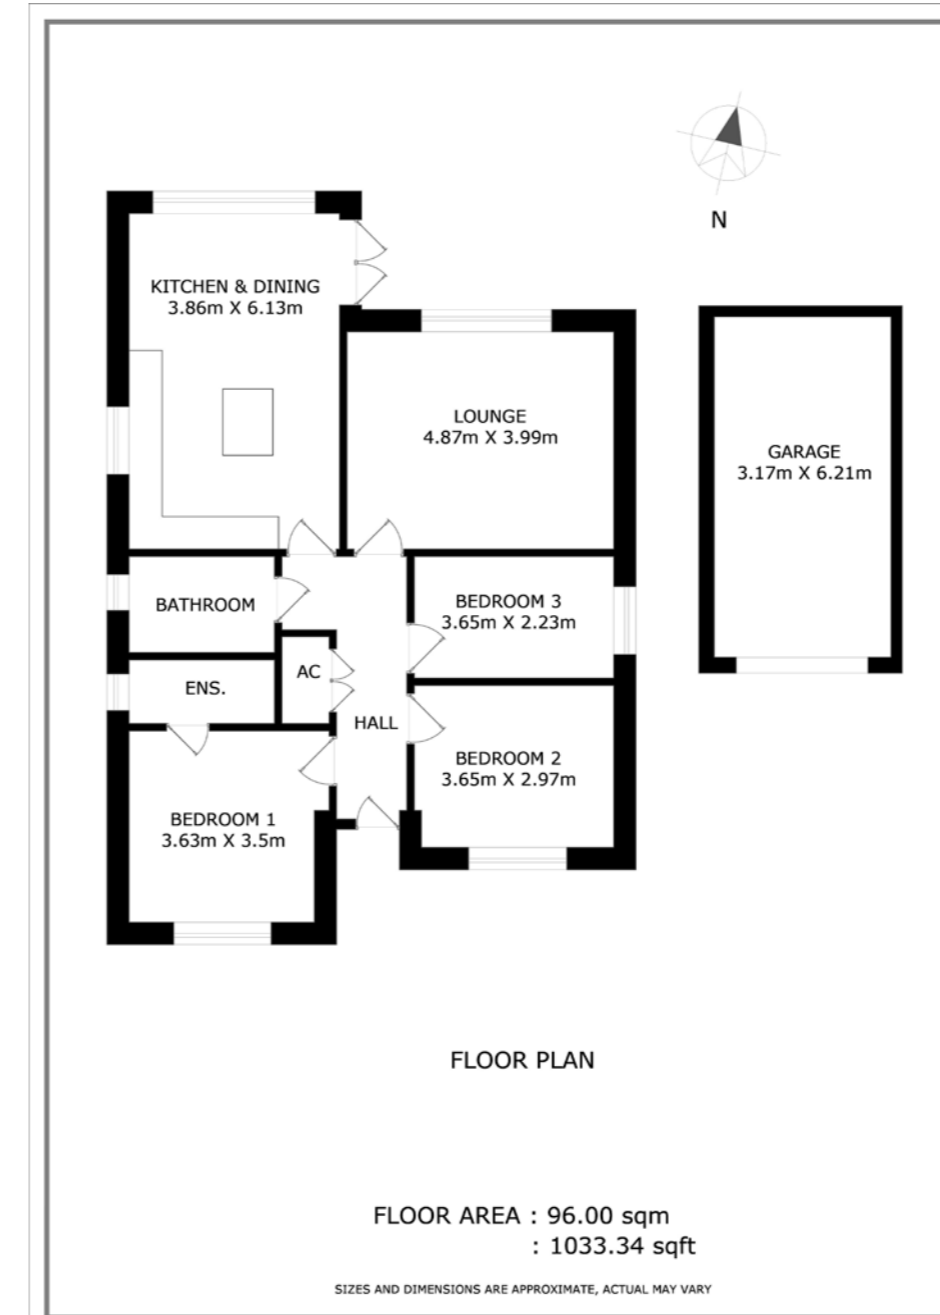 N
KITCHEN & DINING
3.86m X 6.13m
LOUNGE
4.87m X 3.99m
GARAGE
3.17m X 6.21m
BATHROOM
BEDROOM 3
3.65m X 2.23m
AC
ENS.
HALL
BEDROOM 2
3.65m X 2.97m
BEDROOM 1
3.63m X 3.5m
FLOOR PLAN
FLOOR AREA : 96.00 sqm
: 1033.34 sqft
SIZES AND DIMENSIONS ARE APPROXIMATE, ACTUAL MAY VARY